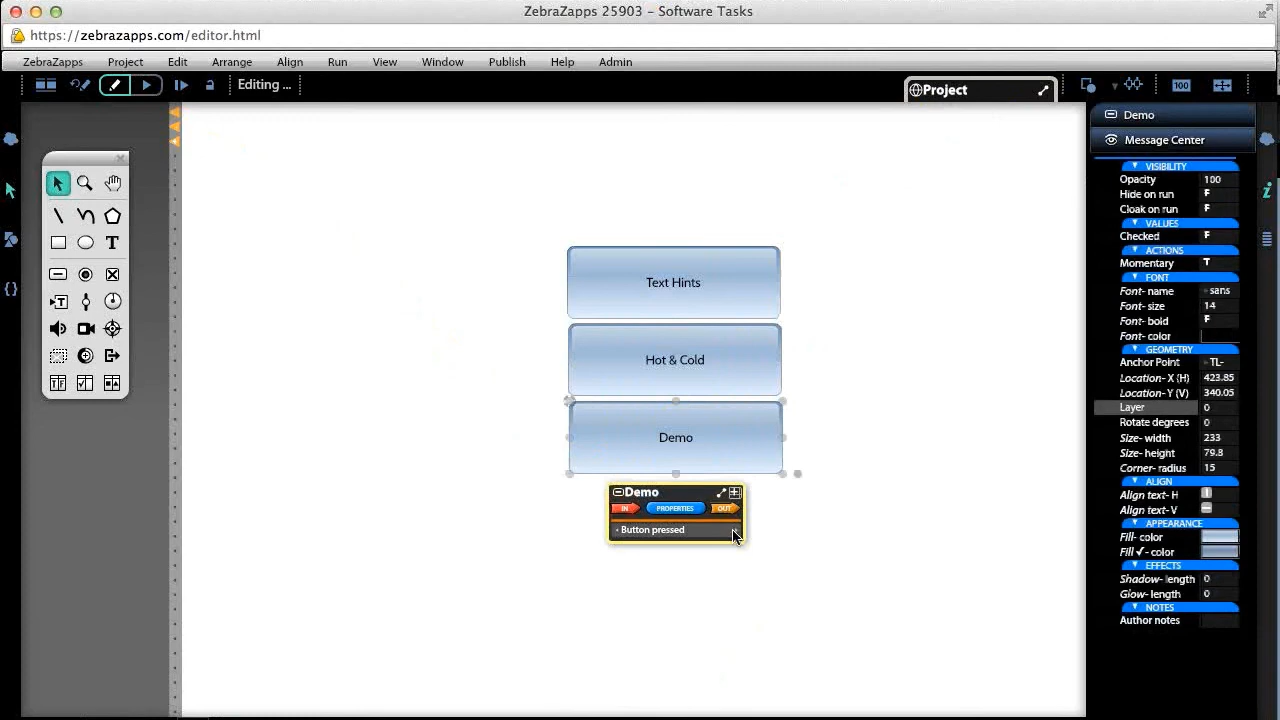 ZebraZapps 25903 – Software Tasks
https://zebrazapps.com/editor.html
ZebraZapps Project Edit Arrange Align Run View Window Publish Help Admin
Editing ...
Project
100
Demo
Message Center
VISIBILITY
Opacity 100
Hide on run F
Cloak on run F
VALUES
Checked F
ACTIONS
Momentary T
FONT
Font- name sans
Font- size 14
Font- bold F
Font- color
GEOMETRY
Anchor Point TL-
Location- X (H) 423.85
Location- Y (V) 340.05
Layer 0
Rotate degrees 0
Size- width 233
Size- height 79.8
Corner- radius 15
ALIGN
Align text- H
Align text- V
APPEARANCE
Fill- color
Fill ✓- color
EFFECTS
Shadow- length 0
Glow- length 0
NOTES
Author notes
Text Hints
Hot & Cold
Demo
Demo
IN PROPERTIES OUT
Button pressed
T
T
TF